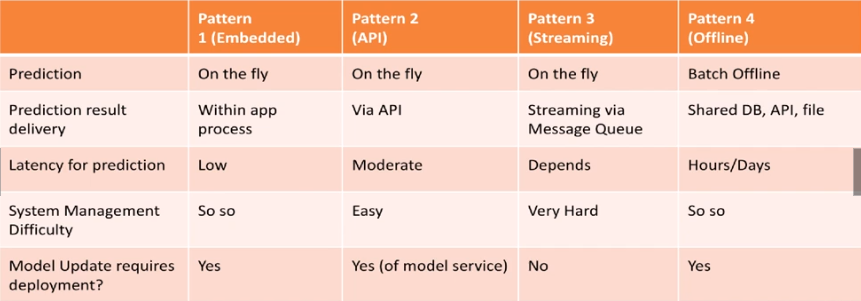 Pattern
1 (Embedded)
Pattern 2
(API)
Pattern 3
(Streaming)
Pattern 4
(Offline)
Prediction
On the fly
On the fly
On the fly
Batch Offline
Prediction result
delivery
Within app
process
Via API
Streaming via
Message Queue
Shared DB, API, file
Latency for prediction
Low
Moderate
Depends
Hours/Days
System Management
Difficulty
So so
Easy
Very Hard
So so
Model Update requires
deployment?
Yes
Yes (of model service)
No
Yes